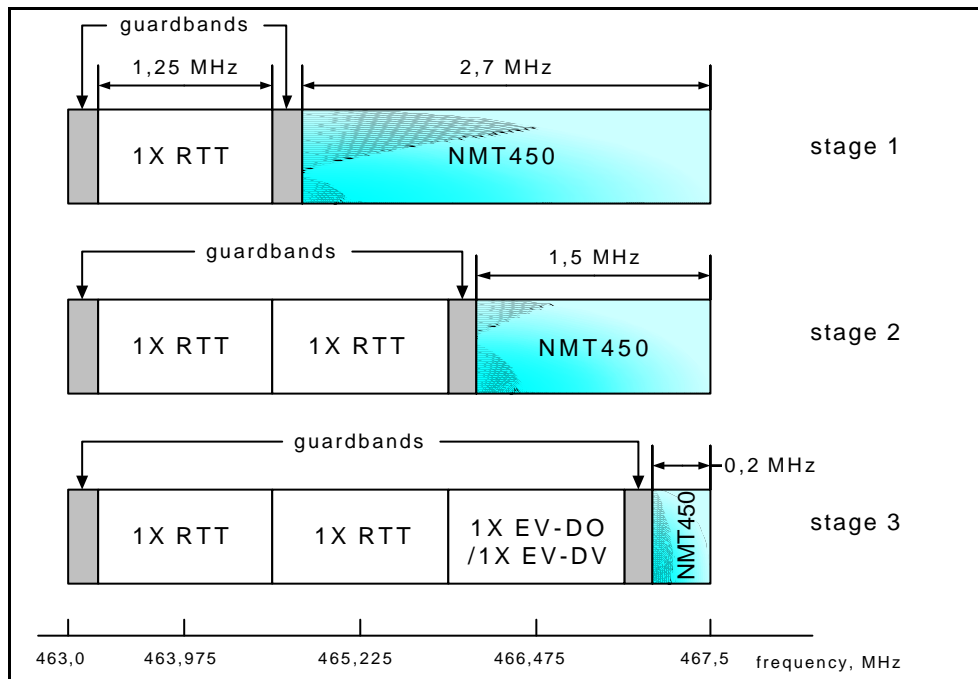 guardbands
1,25 MHz
2,7 MHz
1X RTT
NMT450
stage 1
guardbands
1,5 MHz
1X RTT
1X RTT
NMT450
stage 2
guardbands
0,2 MHz
1X RTT
1X RTT
1X EV-DO
/1X EV-DV
NMT450
stage 3
463,0
463,975
465,225
466,475
467,5
frequency, MHz